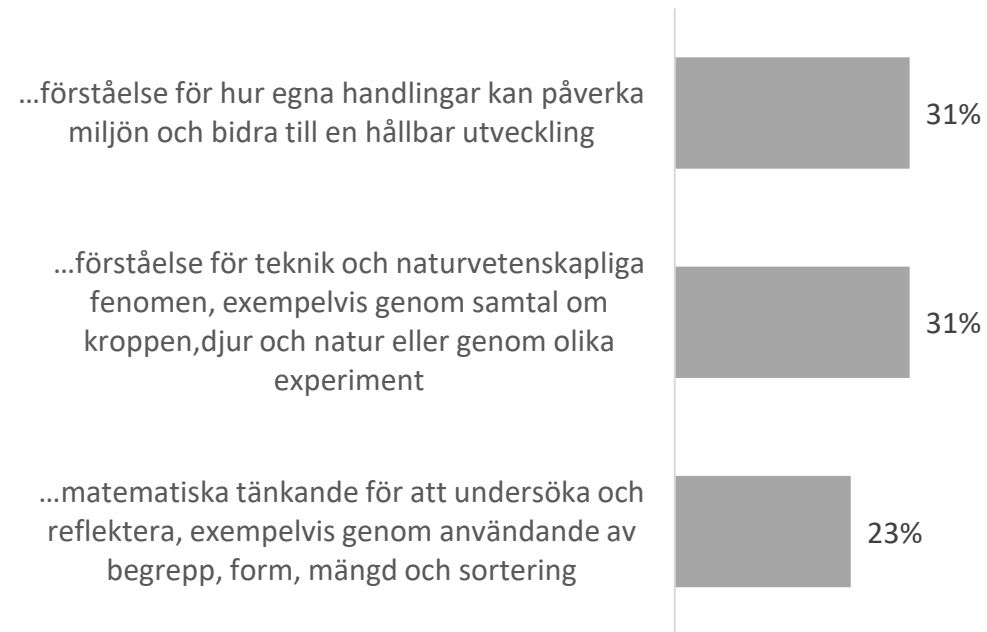 ...förståelse för hur egna handlingar kan påverka
miljön och bidra till en hållbar utveckling
31%
...förståelse för teknik och naturvetenskapliga
fenomen, exempelvis genom samtal om
kroppen,djur och natur eller genom olika
experiment
31%
...matematiska tänkande för att undersöka och
reflektera, exempelvis genom användande av
begrepp, form, mängd och sortering
23%